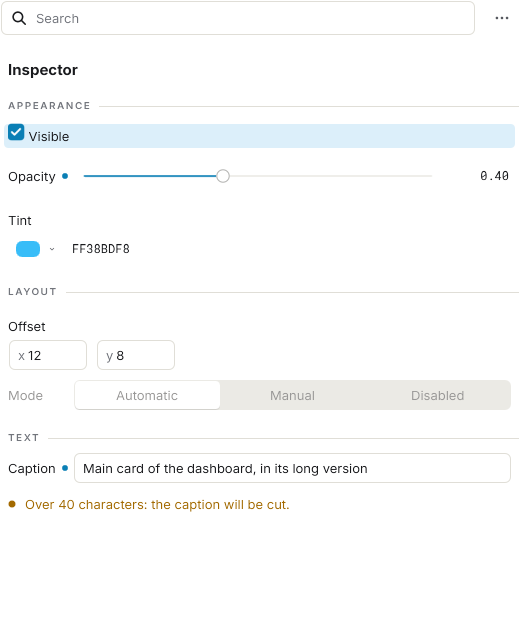 Search
Inspector
APPEARANCE
Visible
Opacity 0.40
Tint
FF38BDF8
LAYOUT
Offset
x 12 y 8
Mode Automatic Manual Disabled
TEXT
Caption Main card of the dashboard, in its long version
Over 40 characters: the caption will be cut.